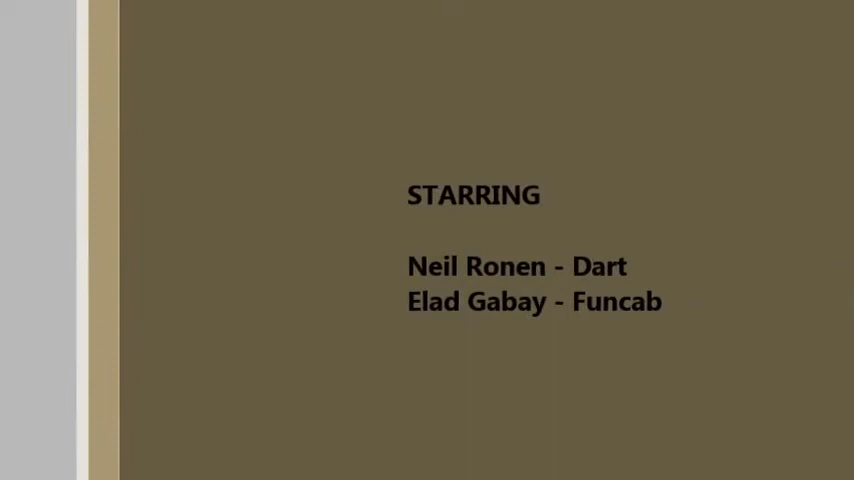 STARRING
Neil Ronen - Dart
Elad Gabay - Funcab